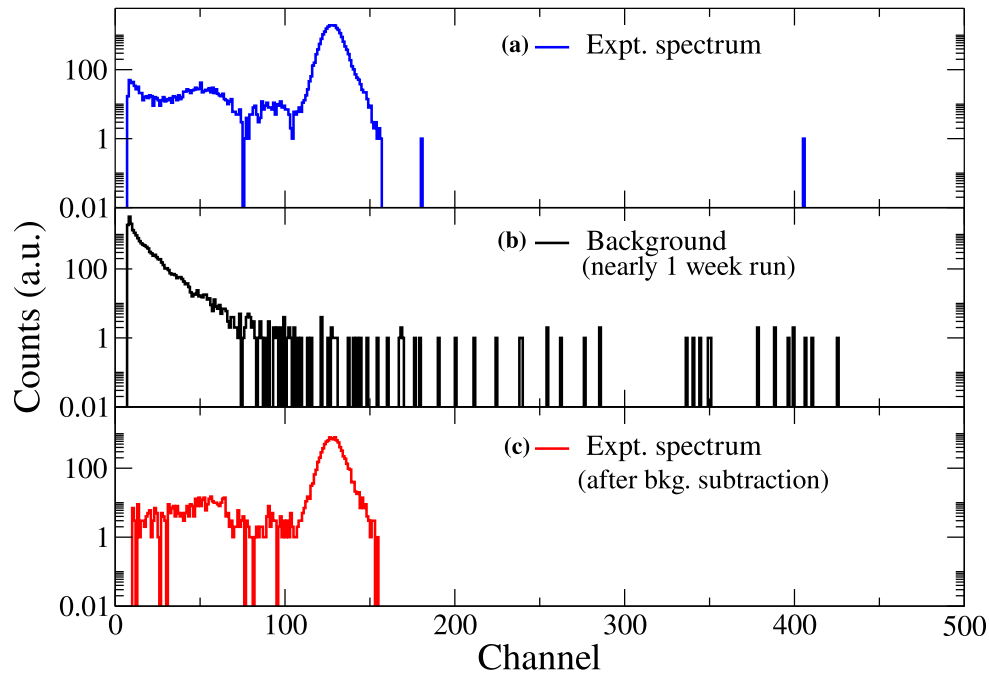 (a) Expt. spectrum
100
1
0.01
(b) Background
(nearly 1 week run)
100
1
0.01
(c) Expt. spectrum
(after bkg. subtraction)
100
1
0.01
0 100 200 300 400 500
Channel
Counts (a.u.)